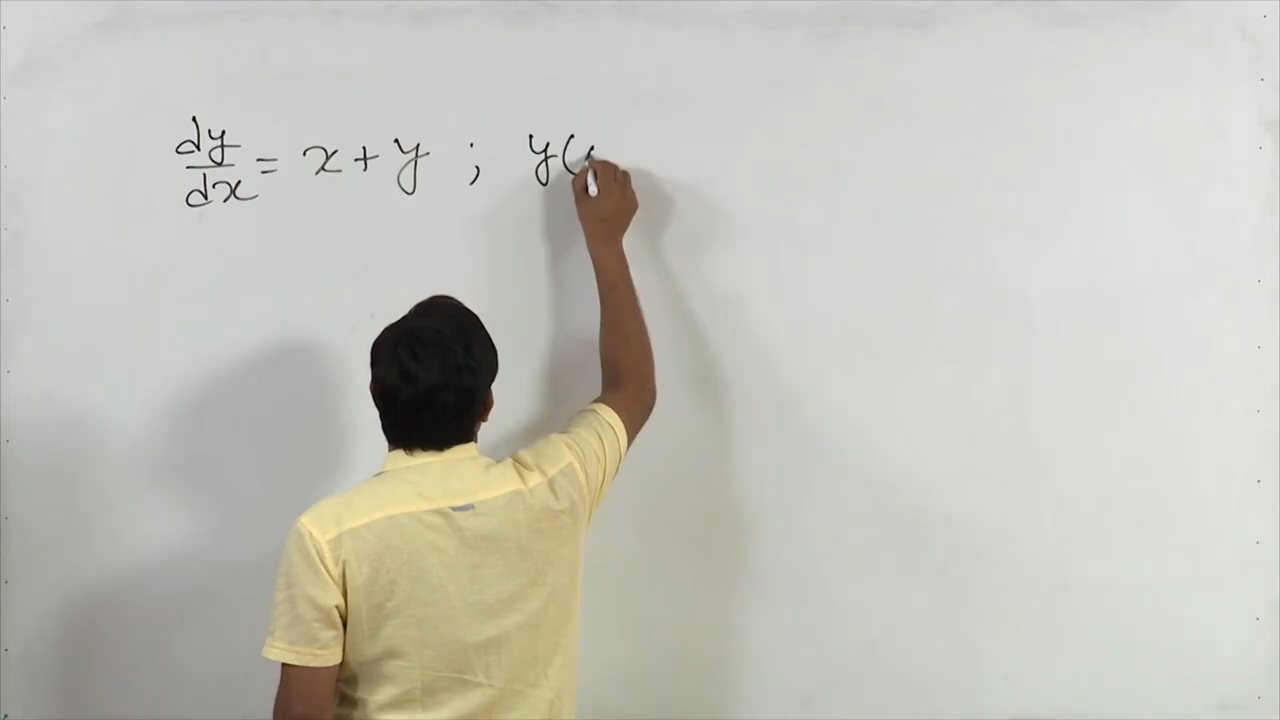 dy/dx = x + y ; y(